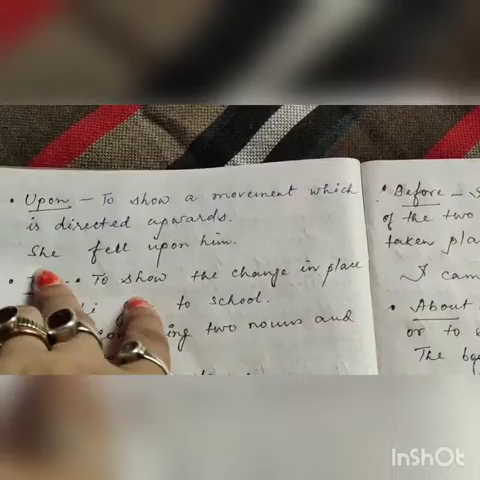 • Upon - To show a movement which
is directed upwards.
She fell upon him.
• To show the change in place
to school.
two nouns and
• Before -
of the two
taken pla
I cam
• About
or to
The
InShOt